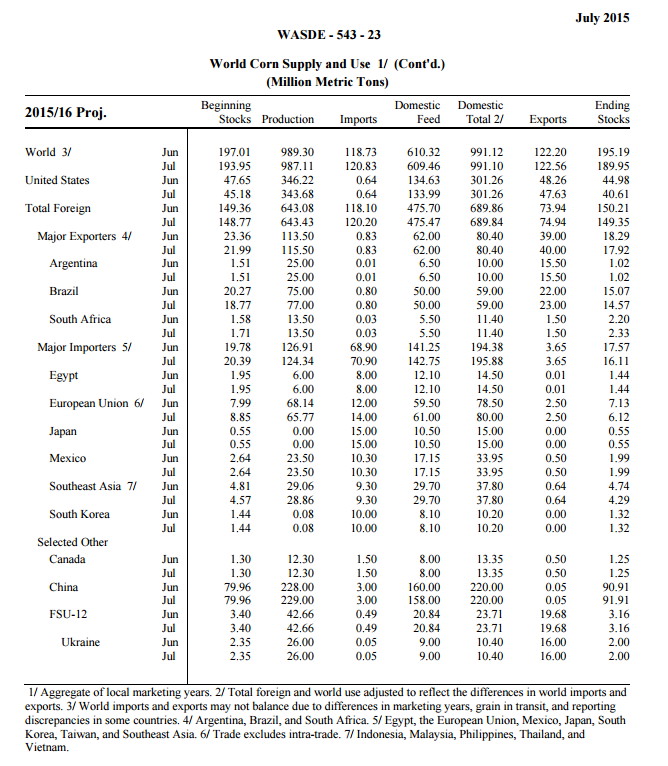 July 2015
WASDE - 543 - 23
World Corn Supply and Use 1/ (Cont'd.)
(Million Metric Tons)
2015/16 Proj. Beginning Stocks Production Imports Domestic Feed Domestic Total 2/ Exports Ending Stocks
World 3/ Jun 197.01 989.30 118.73 610.32 991.12 122.20 195.19
Jul 193.95 987.11 120.83 609.46 991.10 122.56 189.95
United States Jun 47.65 346.22 0.64 134.63 301.26 48.26 44.98
Jul 45.18 343.68 0.64 133.99 301.26 47.63 40.61
Total Foreign Jun 149.36 643.08 118.10 475.70 689.86 73.94 150.21
Jul 148.77 643.43 120.20 475.47 689.84 74.94 149.35
Major Exporters 4/ Jun 23.36 113.50 0.83 62.00 80.40 39.00 18.29
Jul 21.99 115.50 0.83 62.00 80.40 40.00 17.92
Argentina Jun 1.51 25.00 0.01 6.50 10.00 15.50 1.02
Jul 1.51 25.00 0.01 6.50 10.00 15.50 1.02
Brazil Jun 20.27 75.00 0.80 50.00 59.00 22.00 15.07
Jul 18.77 77.00 0.80 50.00 59.00 23.00 14.57
South Africa Jun 1.58 13.50 0.03 5.50 11.40 1.50 2.20
Jul 1.71 13.50 0.03 5.50 11.40 1.50 2.33
Major Importers 5/ Jun 19.78 126.91 68.90 141.25 194.38 3.65 17.57
Jul 20.39 124.34 70.90 142.75 195.88 3.65 16.11
Egypt Jun 1.95 6.00 8.00 12.10 14.50 0.01 1.44
Jul 1.95 6.00 8.00 12.10 14.50 0.01 1.44
European Union 6/ Jun 7.99 68.14 12.00 59.50 78.50 2.50 7.13
Jul 8.85 65.77 14.00 61.00 80.00 2.50 6.12
Japan Jun 0.55 0.00 15.00 10.50 15.00 0.00 0.55
Jul 0.55 0.00 15.00 10.50 15.00 0.00 0.55
Mexico Jun 2.64 23.50 10.30 17.15 33.95 0.50 1.99
Jul 2.64 23.50 10.30 17.15 33.95 0.50 1.99
Southeast Asia 7/ Jun 4.81 29.06 9.30 29.70 37.80 0.64 4.74
Jul 4.57 28.86 9.30 29.70 37.80 0.64 4.29
South Korea Jun 1.44 0.08 10.00 8.10 10.20 0.00 1.32
Jul 1.44 0.08 10.00 8.10 10.20 0.00 1.32
Selected Other
Canada Jun 1.30 12.30 1.50 8.00 13.35 0.50 1.25
Jul 1.30 12.30 1.50 8.00 13.35 0.50 1.25
China Jun 79.96 228.00 3.00 160.00 220.00 0.05 90.91
Jul 79.96 229.00 3.00 158.00 220.00 0.05 91.91
FSU-12 Jun 3.40 42.66 0.49 20.84 23.71 19.68 3.16
Jul 3.40 42.66 0.49 20.84 23.71 19.68 3.16
Ukraine Jun 2.35 26.00 0.05 9.00 10.40 16.00 2.00
Jul 2.35 26.00 0.05 9.00 10.40 16.00 2.00
1/ Aggregate of local marketing years. 2/ Total foreign and world use adjusted to reflect the differences in world imports and
exports. 3/ World imports and exports may not balance due to differences in marketing years, grain in transit, and reporting
discrepancies in some countries. 4/ Argentina, Brazil, and South Africa. 5/ Egypt, the European Union, Mexico, Japan, South
Korea, Taiwan, and Southeast Asia. 6/ Trade excludes intra-trade. 7/ Indonesia, Malaysia, Philippines, Thailand, and
Vietnam.